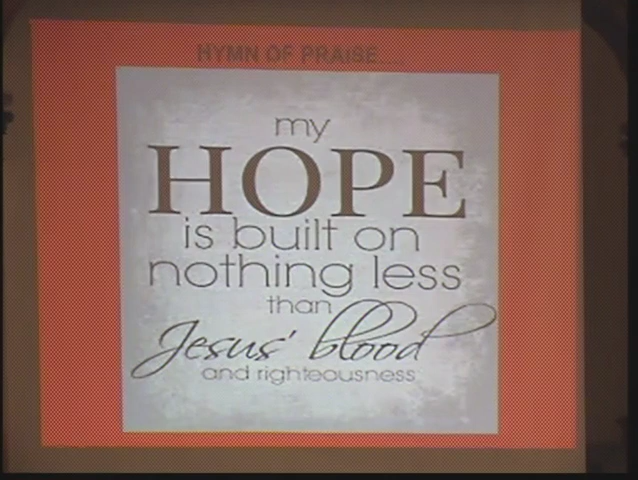 HYMN OF PRAISE....
my
HOPE
is built on
nothing less
than
Jesus' blood
and righteousness